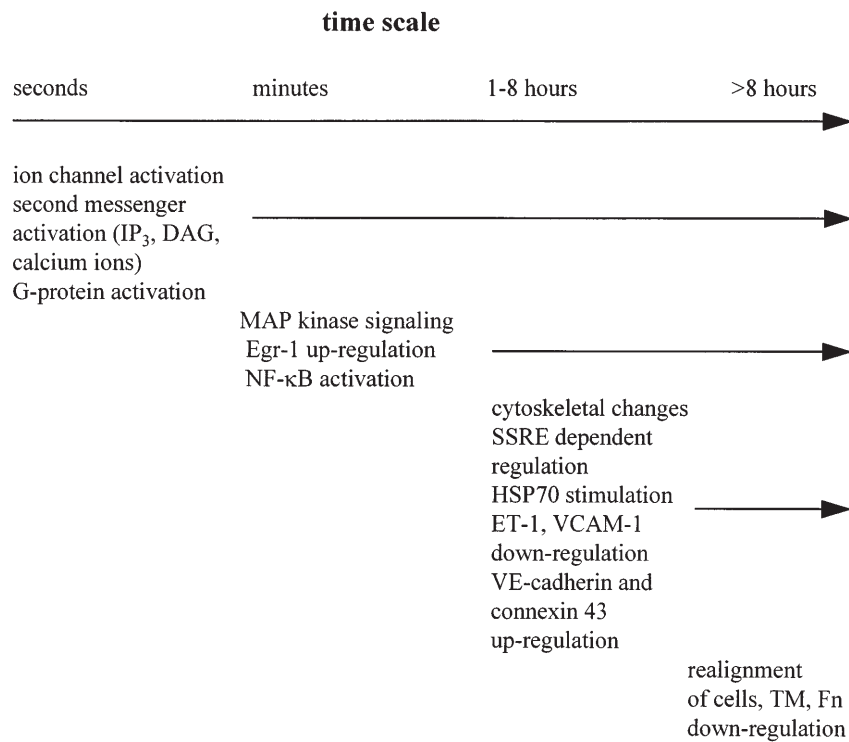 time scale
seconds minutes 1-8 hours >8 hours
ion channel activation
second messenger
activation (IP₃, DAG,
calcium ions)
G-protein activation
MAP kinase signaling
Egr-1 up-regulation
NF-κB activation
cytoskeletal changes
SSRE dependent
regulation
HSP70 stimulation
ET-1, VCAM-1
down-regulation
VE-cadherin and
connexin 43
up-regulation
realignment
of cells, TM, Fn
down-regulation